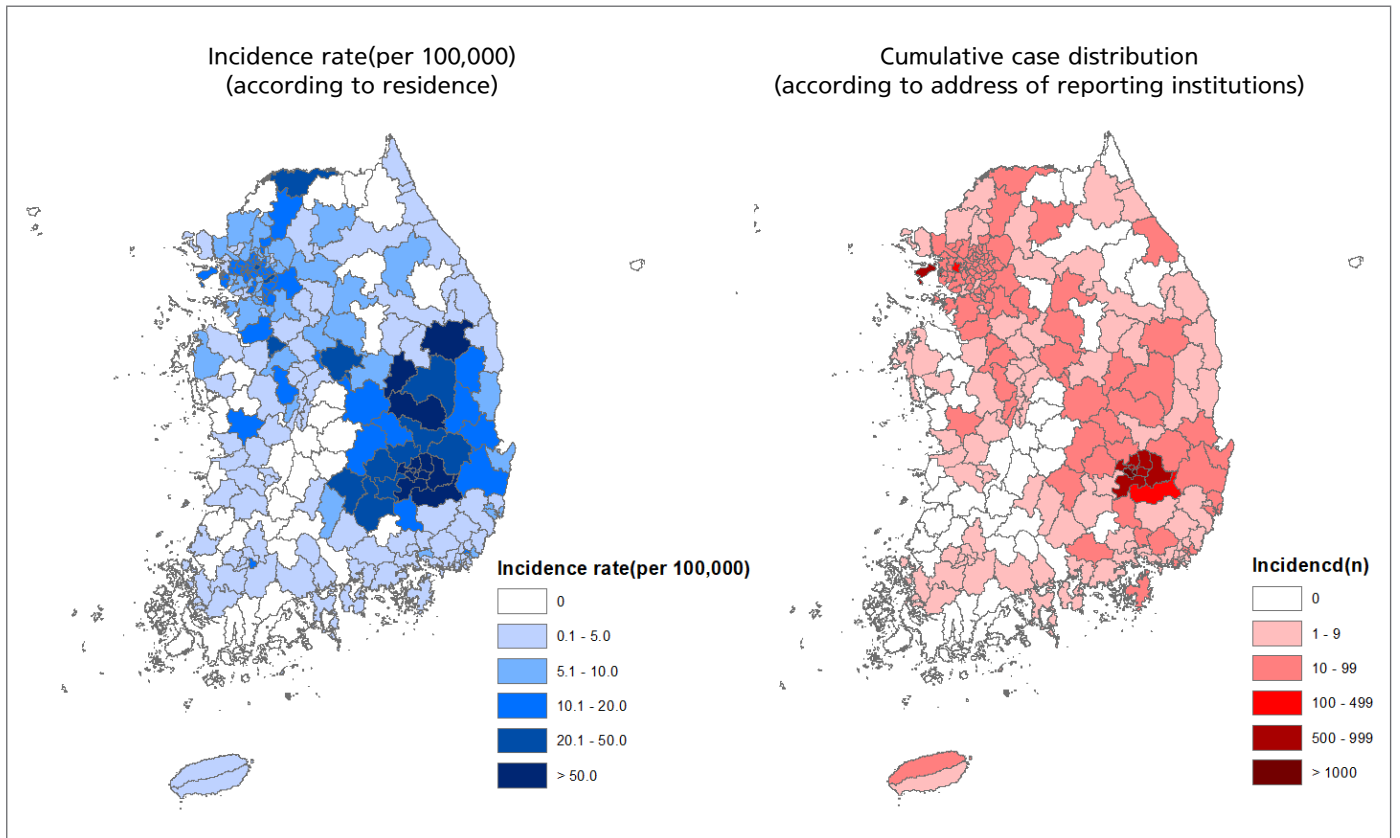 Incidence rate(per 100,000)
(according to residence)
Cumulative case distribution
(according to address of reporting institutions)
Incidence rate(per 100,000)
0
0.1 - 5.0
5.1 - 10.0
10.1 - 20.0
20.1 - 50.0
> 50.0
Incidencd(n)
0
1 - 9
10 - 99
100 - 499
500 - 999
> 1000